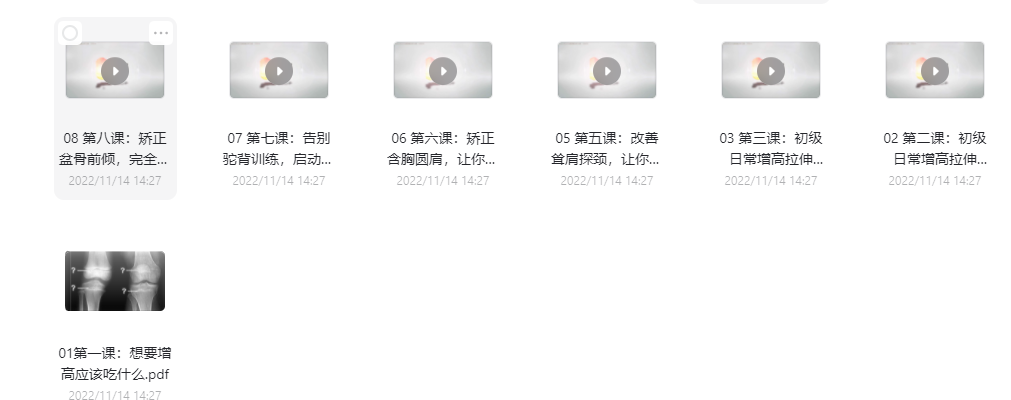 08 第八课：矫正
盆骨前倾，完全...
2022/11/14 14:27
07 第七课：告别
驼背训练，启动...
2022/11/14 14:27
06 第六课：矫正
含胸圆肩，让你...
2022/11/14 14:27
05 第五课：改善
耸肩探颈，让你...
2022/11/14 14:27
03 第三课：初级
日常增高拉伸...
2022/11/14 14:27
02 第二课：初级
日常增高拉伸...
2022/11/14 14:27
? ?
? ?
01第一课：想要增
高应该吃什么.pdf
2022/11/14 14:27